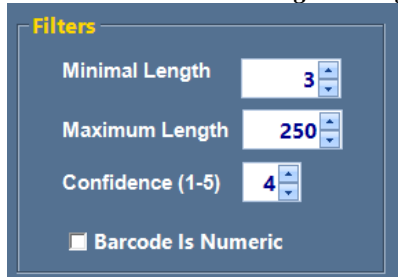 Filters
Minimal Length 3
Maximum Length 250
Confidence (1-5) 4
Barcode Is Numeric